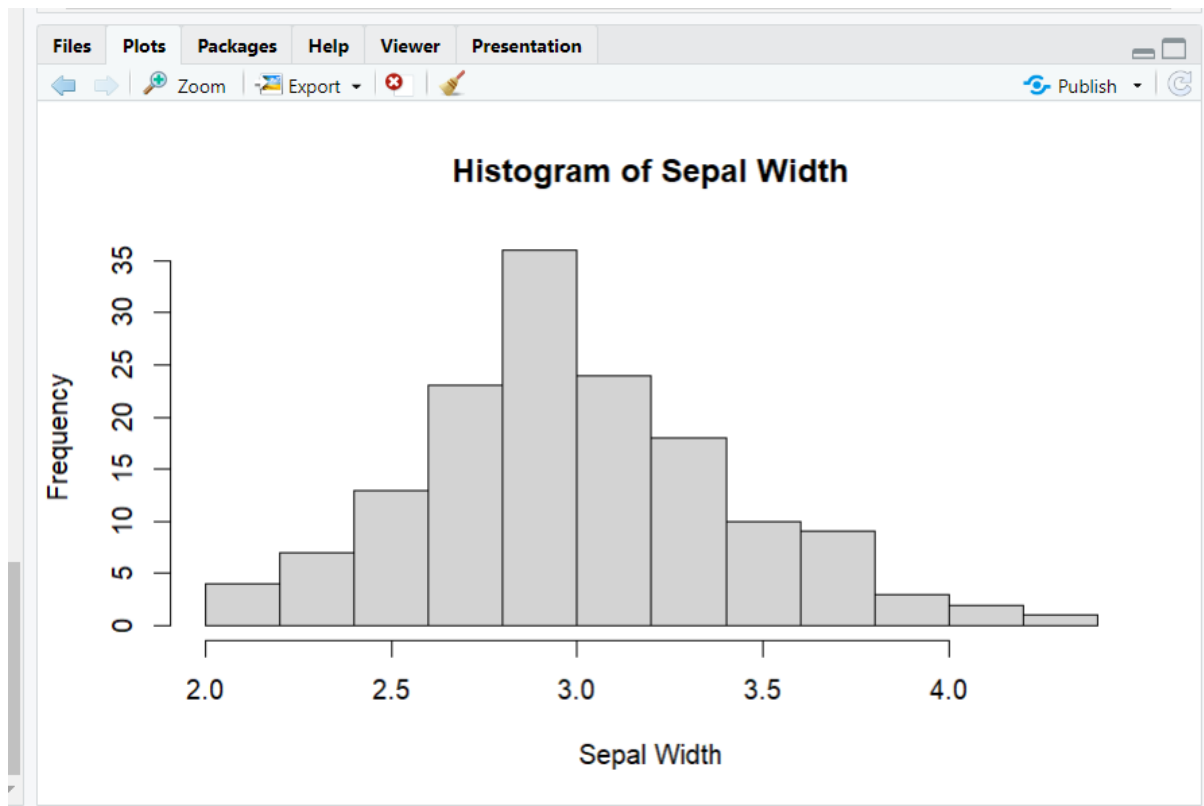 Files Plots Packages Help Viewer Presentation
Zoom Export Publish
Histogram of Sepal Width
35
30
25
20
15
10
5
0
Frequency
2.0 2.5 3.0 3.5 4.0
Sepal Width